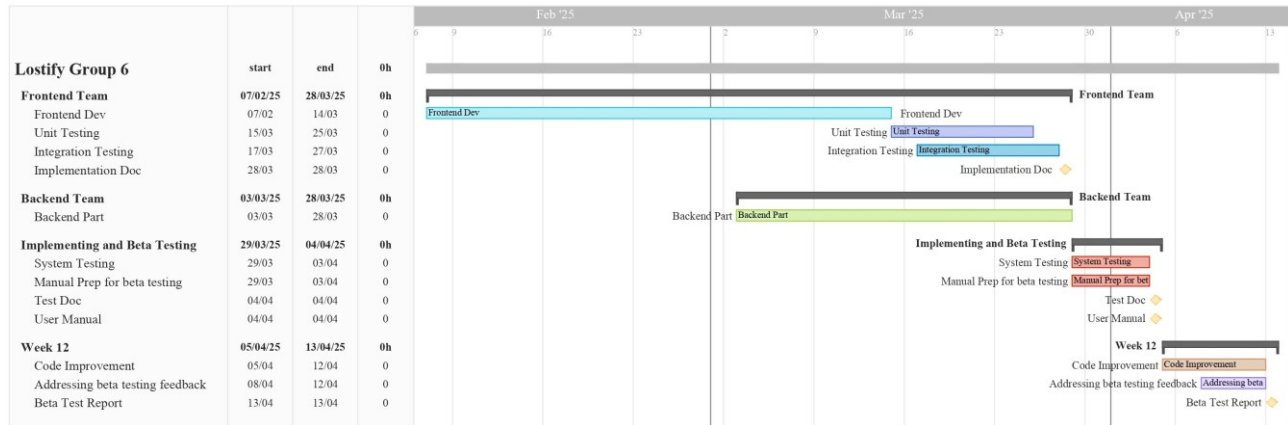 Feb '25 Mar '25 Apr '25
6 9 16 23 2 9 16 23 30 6 13
Lostify Group 6 start end 0h
Frontend Team 07/02/25 28/03/25 0h Frontend Team
Frontend Dev 07/02 14/03 0 Frontend Dev Frontend Dev
Unit Testing 15/03 25/03 0 Unit Testing Unit Testing
Integration Testing 17/03 27/03 0 Integration Testing Integration Testing
Implementation Doc 28/03 28/03 0 Implementation Doc
Backend Team 03/03/25 28/03/25 0h Backend Team
Backend Part 03/03 28/03 0 Backend Part Backend Part
Implementing and Beta Testing 29/03/25 04/04/25 0h Implementing and Beta Testing
System Testing 29/03 03/04 0 System Testing System Testing
Manual Prep for beta testing 29/03 03/04 0 Manual Prep for beta testing Manual Prep for bet
Test Doc 04/04 04/04 0 Test Doc
User Manual 04/04 04/04 0 User Manual
Week 12 05/04/25 13/04/25 0h Week 12
Code Improvement 05/04 12/04 0 Code Improvement Code Improvement
Addressing beta testing feedback 08/04 12/04 0 Addressing beta testing feedback Addressing beta
Beta Test Report 13/04 13/04 0 Beta Test Report